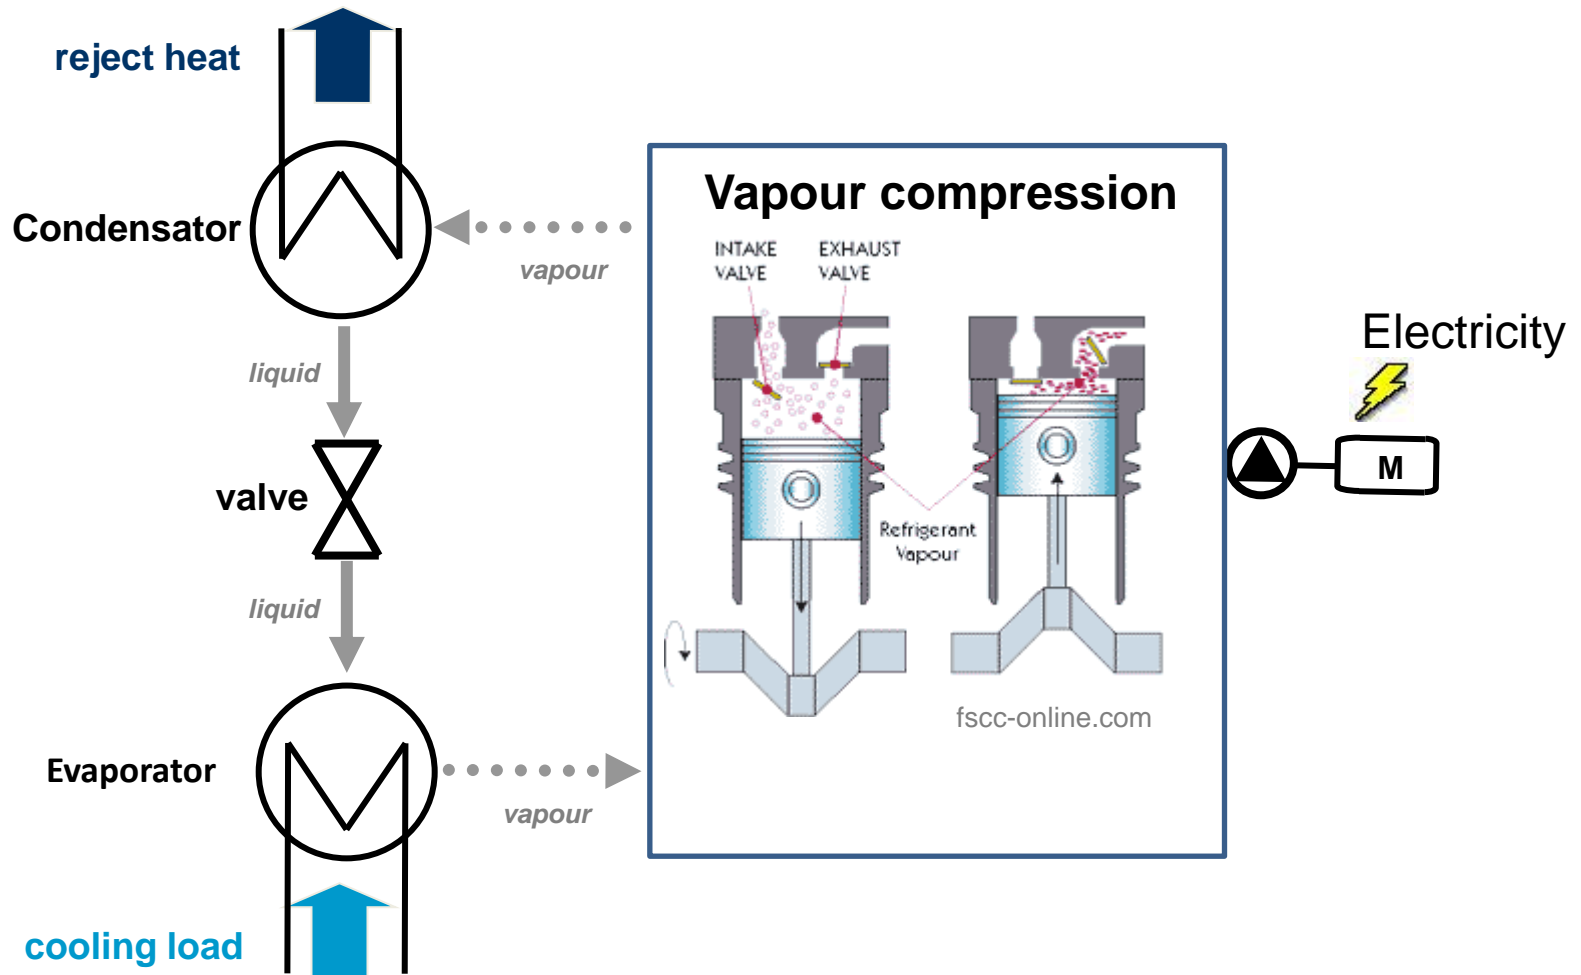 reject heat
Vapour compression
Condensator
vapour
INTAKE
VALVE
EXHAUST
VALVE
Electricity
liquid
valve
M
Refrigerant
Vapour
liquid
fscc-online.com
Evaporator
vapour
cooling load